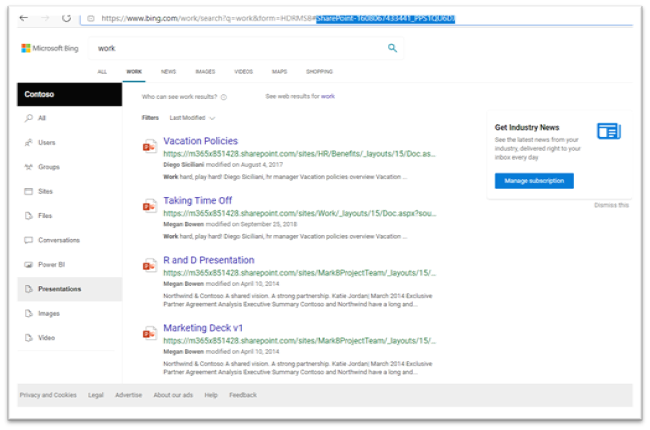 https://www.bing.com/work/search?q=work&form=HDRMSB#SharePoint-1608067433441_PPS1QU6DJ
Microsoft Bing
work
ALL WORK NEWS IMAGES VIDEOS MAPS SHOPPING
Contoso
Who can see work results?
See web results for work
All
Users
Groups
Sites
Files
Conversations
Power BI
Presentations
Images
Video
Filters Last Modified
Vacation Policies
https://m365x851428.sharepoint.com/sites/HR/Benefits/_layouts/15/Doc.as...
Diego Siciliani modified on August 4, 2017
Work hard, play hard! Diego Siciliani, hr manager Vacation policies overview Vacation ...
Taking Time Off
https://m365x851428.sharepoint.com/sites/Work/_layouts/15/Doc.aspx?sou...
Megan Bowen modified on September 25, 2018
Work hard, play hard! Diego Siciliani, hr manager Vacation policies overview Vacation ...
R and D Presentation
https://m365x851428.sharepoint.com/sites/Mark8ProjectTeam/_layouts/15/...
Megan Bowen modified on April 10, 2014
Northwind & Contoso A shared vision. A strong partnership. Katie Jordan; March 2014 Exclusive
Partner Agreement Analysis Executive Summary Contoso and Northwind have a long and...
Marketing Deck v1
https://m365x851428.sharepoint.com/sites/Mark8ProjectTeam/_layouts/15/...
Megan Bowen modified on April 10, 2014
Northwind & Contoso A shared vision. A strong partnership. Katie Jordan; March 2014 Exclusive
Partner Agreement Analysis Executive Summary Contoso and Northwind have a long and...
Get Industry News
See the latest news from your
industry, delivered right to your
inbox every day
Manage subscription
Dismiss this
Privacy and Cookies Legal Advertise About our ads Help Feedback